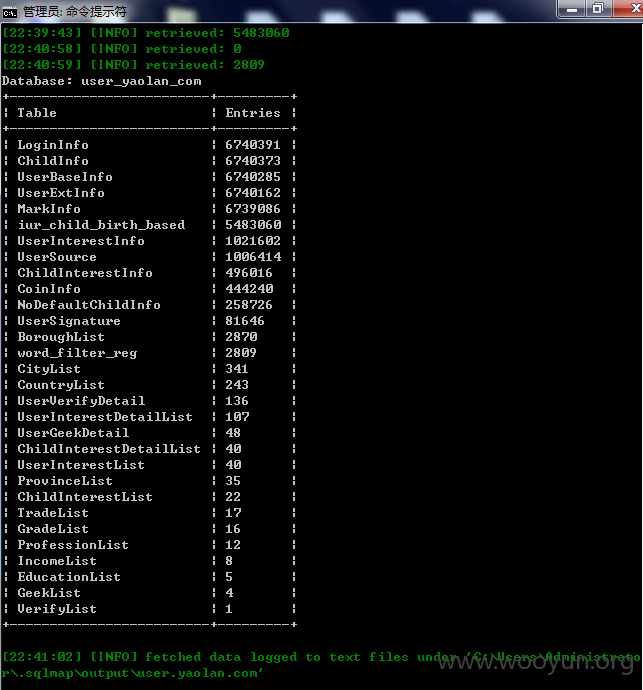 管理员: 命令提示符
[22:39:43] [INFO] retrieved: 5483060
[22:40:58] [INFO] retrieved: 0
[22:40:59] [INFO] retrieved: 2809
Database: user_yaolan_com
+-------------------------+---------+
¦ Table ¦ Entries ¦
+-------------------------+---------+
¦ LoginInfo ¦ 6740391 ¦
¦ ChildInfo ¦ 6740373 ¦
¦ UserBaseInfo ¦ 6740285 ¦
¦ UserExtInfo ¦ 6740162 ¦
¦ MarkInfo ¦ 6739086 ¦
¦ iur_child_birth_based ¦ 5483060 ¦
¦ UserInterestInfo ¦ 1021602 ¦
¦ UserSource ¦ 1006414 ¦
¦ ChildInterestInfo ¦ 496016 ¦
¦ CoinInfo ¦ 444240 ¦
¦ NoDefaultChildInfo ¦ 258726 ¦
¦ UserSignature ¦ 81646 ¦
¦ BoroughList ¦ 2870 ¦
¦ word_filter_reg ¦ 2809 ¦
¦ CityList ¦ 341 ¦
¦ CountryList ¦ 243 ¦
¦ UserVerifyDetail ¦ 136 ¦
¦ UserInterestDetailList ¦ 107 ¦
¦ UserGeekDetail ¦ 48 ¦
¦ ChildInterestDetailList ¦ 40 ¦
¦ UserInterestList ¦ 40 ¦
¦ ProvinceList ¦ 35 ¦
¦ ChildInterestList ¦ 22 ¦
¦ TradeList ¦ 17 ¦
¦ GradeList ¦ 16 ¦
¦ ProfessionList ¦ 12 ¦
¦ IncomeList ¦ 8 ¦
¦ EducationList ¦ 5 ¦
¦ GeekList ¦ 4 ¦
¦ VerifyList ¦ 1 ¦
+-------------------------+---------+
[22:41:02] [INFO] fetched data logged to text files under 'C:\Users\Administrato
r\.sqlmap\output\user.yaolan.com'
www.wooyun.org